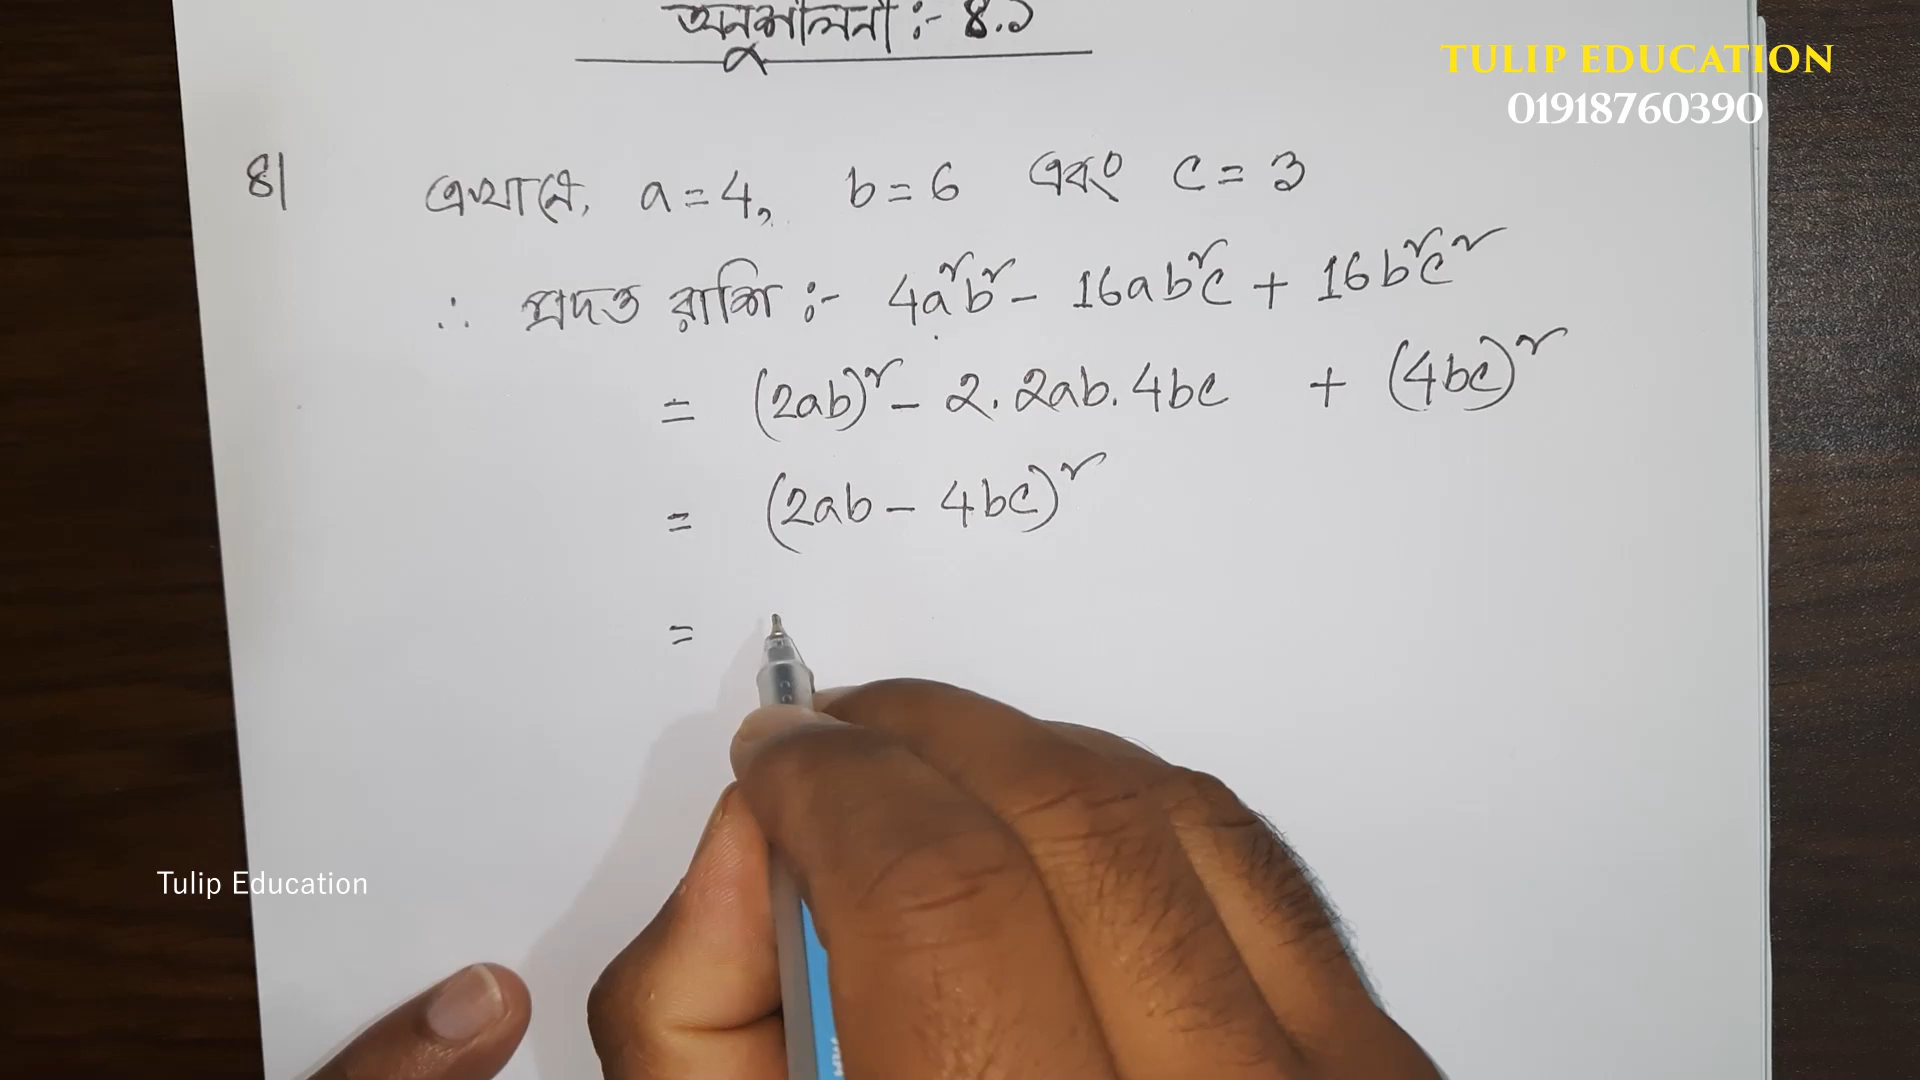 অনুশীলনী :- ৪.১
TULIP EDUCATION
01918760390
৪। এখানে, a = 4, b = 6 এবং c = 3
∴ প্রদত্ত রাশি :- 4a²b² - 16ab²c + 16b²c²
= (2ab)² - 2.2ab.4bc + (4bc)²
= (2ab - 4bc)²
=
Tulip Education